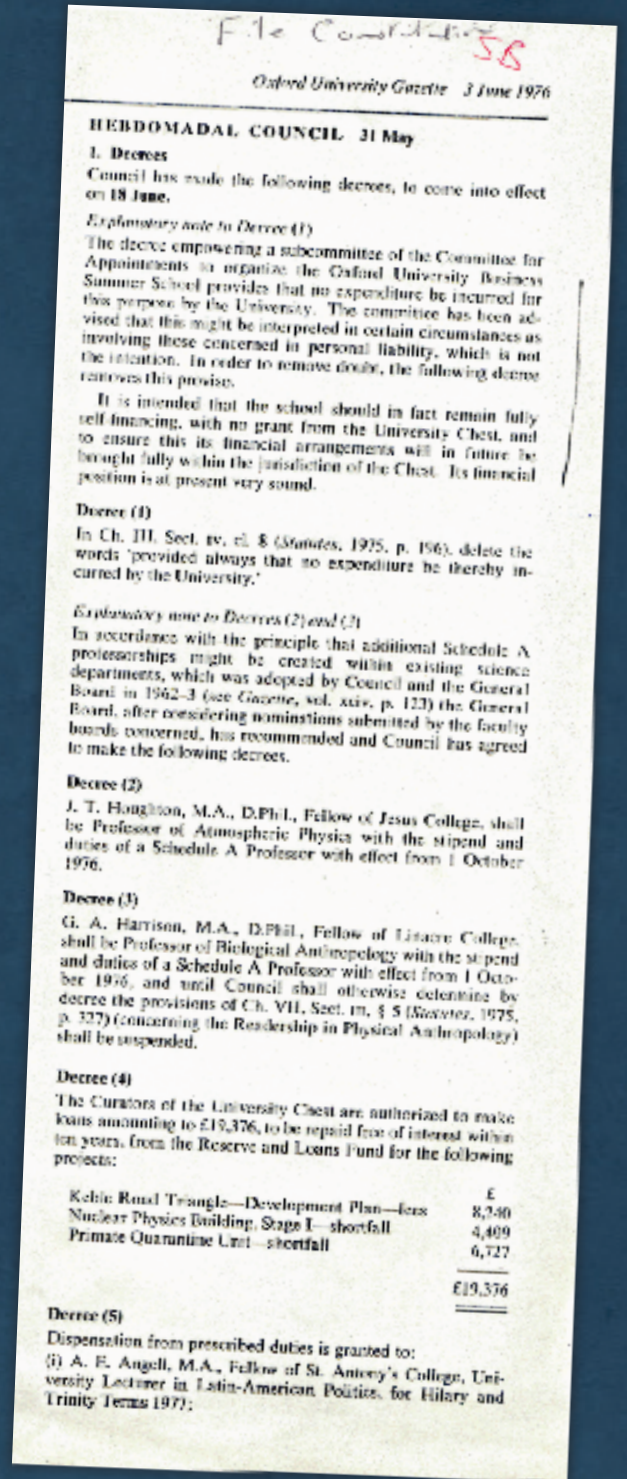 File Constitution
5B
Oxford University Gazette 3 June 1976
HEBDOMADAL COUNCIL 31 May
1. Decrees
Council has made the following decrees, to come into effect
on 18 June.
Explanatory note to Decree (1)
The decree empowering a subcommittee of the Committee for
Appointments to organize the Oxford University Business
Summer School provides that no expenditure be incurred for
this purpose by the University. The committee has been ad-
vised that this might be interpreted in certain circumstances as
involving those concerned in personal liability, which is not
the intention. In order to remove doubt, the following decree
removes this proviso.
It is intended that the school should in fact remain fully
self-financing, with no grant from the University Chest, and
to ensure this its financial arrangements will in future be
brought fully within the jurisdiction of the Chest. Its financial
position is at present very sound.
Decree (1)
In Ch. III, Sect. IV, cl. 8 (Statutes, 1975, p. 196), delete the
words 'provided always that no expenditure be thereby in-
curred by the University.'
Explanatory note to Decrees (2) and (3)
In accordance with the principle that additional Schedule A
professorships might be created within existing science
departments, which was adopted by Council and the General
Board in 1962-3 (see Gazette, vol. xciv, p. 123) the General
Board, after considering nominations submitted by the faculty
boards concerned, has recommended and Council has agreed
to make the following decrees.
Decree (2)
J. T. Houghton, M.A., D.Phil., Fellow of Jesus College, shall
be Professor of Atmospheric Physics with the stipend and
duties of a Schedule A Professor with effect from 1 October
1976.
Decree (3)
G. A. Harrison, M.A., D.Phil., Fellow of Linacre College,
shall be Professor of Biological Anthropology with the stipend
and duties of a Schedule A Professor with effect from 1 Octo-
ber 1976, and until Council shall otherwise determine by
decree the provisions of Ch. VII, Sect. III, § 5 (Statutes, 1975,
p. 327) (concerning the Readership in Physical Anthropology)
shall be suspended.
Decree (4)
The Curators of the University Chest are authorized to make
loans amounting to £19,376, to be repaid free of interest within
ten years, from the Reserve and Loans Fund for the following
projects:
£
Keble Road Triangle—Development Plan—fees 8,240
Nuclear Physics Building, Stage I—shortfall 4,409
Primate Quarantine Unit—shortfall 6,727
£19,376
Decree (5)
Dispensation from prescribed duties is granted to:
(i) A. E. Angell, M.A., Fellow of St. Antony's College, Uni-
versity Lecturer in Latin-American Politics, for Hilary and
Trinity Terms 1977;